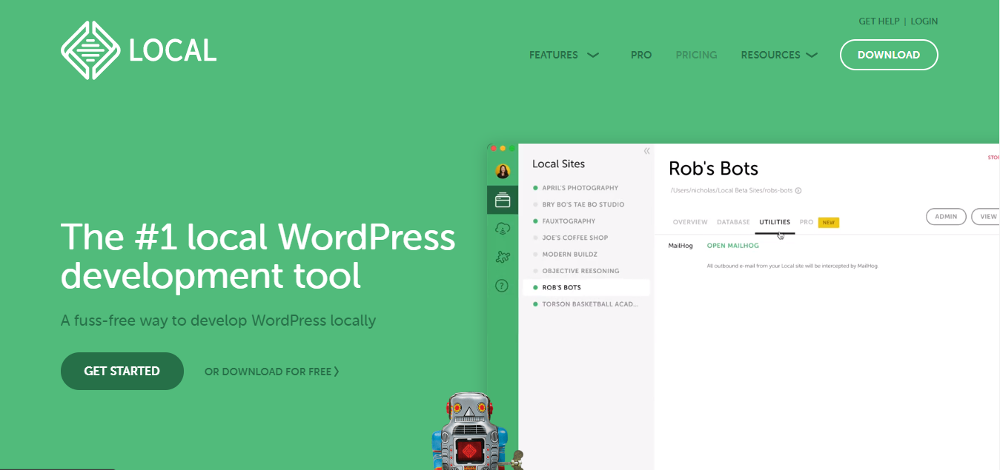 GET HELP | LOGIN
LOCAL
FEATURES PRO PRICING RESOURCES DOWNLOAD
The #1 local WordPress
development tool
A fuss-free way to develop WordPress locally
GET STARTED
OR DOWNLOAD FOR FREE
Local Sites
APRIL'S PHOTOGRAPHY
BRY BO'S TAE BO STUDIO
FAUXTOGRAPHY
JOE'S COFFEE SHOP
MODERN BUILDZ
OBJECTIVE REESONING
ROB'S BOTS
TORSON BASKETBALL ACAD...
Rob's Bots
STO
/Users/nicholas/Local Beta Sites/robs-bots
ADMIN VIEW
OVERVIEW DATABASE UTILITIES PRO NEW
MailHog OPEN MAILHOG
All outbound e-mail from your Local site will be intercepted by MailHog.